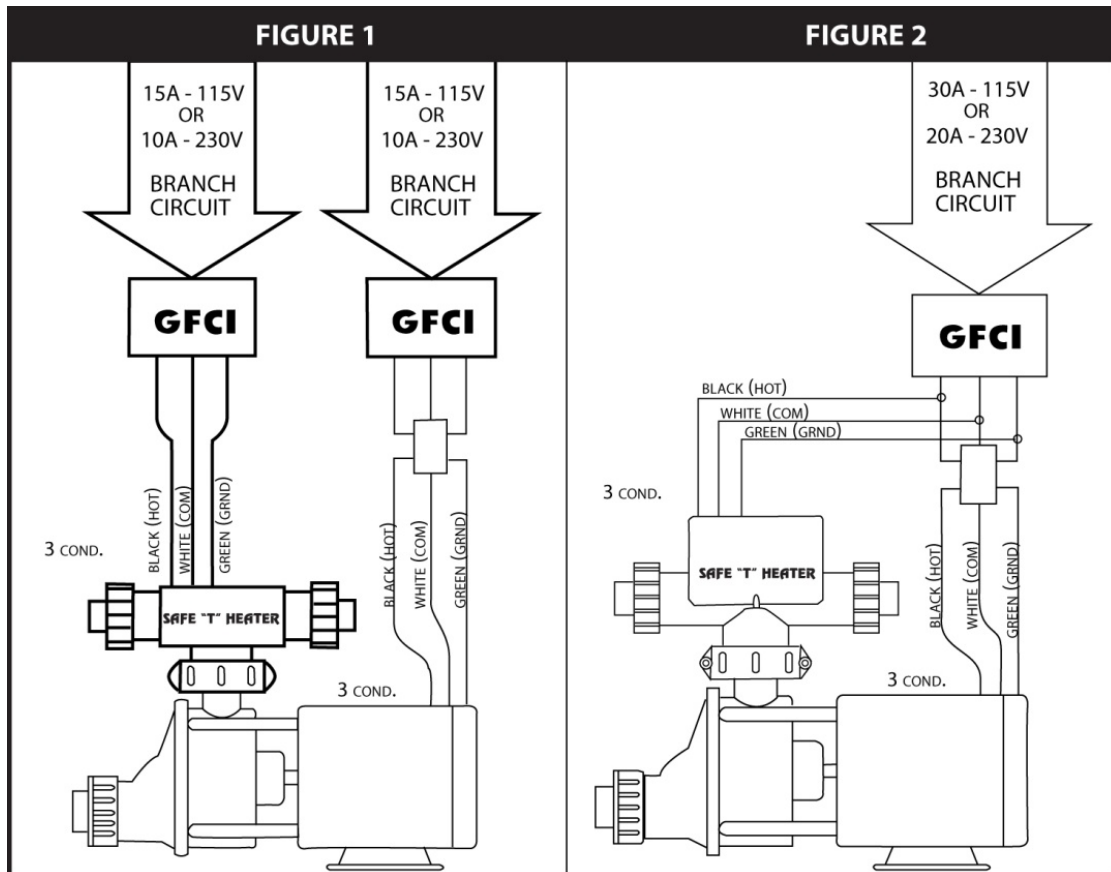 FIGURE 1
15A - 115V
OR
10A - 230V
BRANCH
CIRCUIT
15A - 115V
OR
10A - 230V
BRANCH
CIRCUIT
GFCI
GFCI
BLACK (HOT)
WHITE (COM)
GREEN (GRND)
3 COND.
BLACK (HOT)
WHITE (COM)
GREEN (GRND)
SAFE "T" HEATER
3 COND.
FIGURE 2
30A - 115V
OR
20A - 230V
BRANCH
CIRCUIT
GFCI
BLACK (HOT)
WHITE (COM)
GREEN (GRND)
3 COND.
SAFE "T" HEATER
BLACK (HOT)
WHITE (COM)
GREEN (GRND)
3 COND.